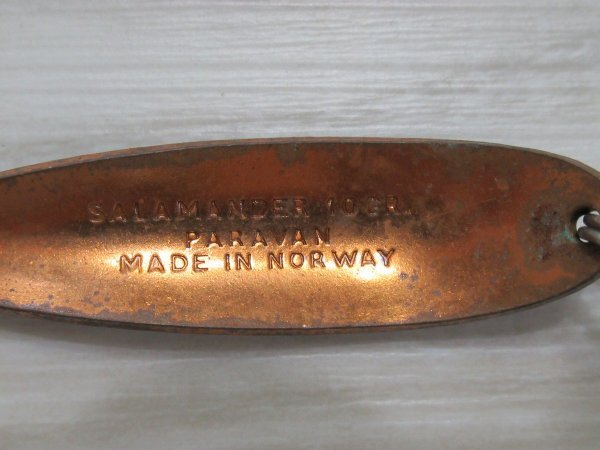 SALAMANDER 10GR.
PARAVAN
MADE IN NORWAY